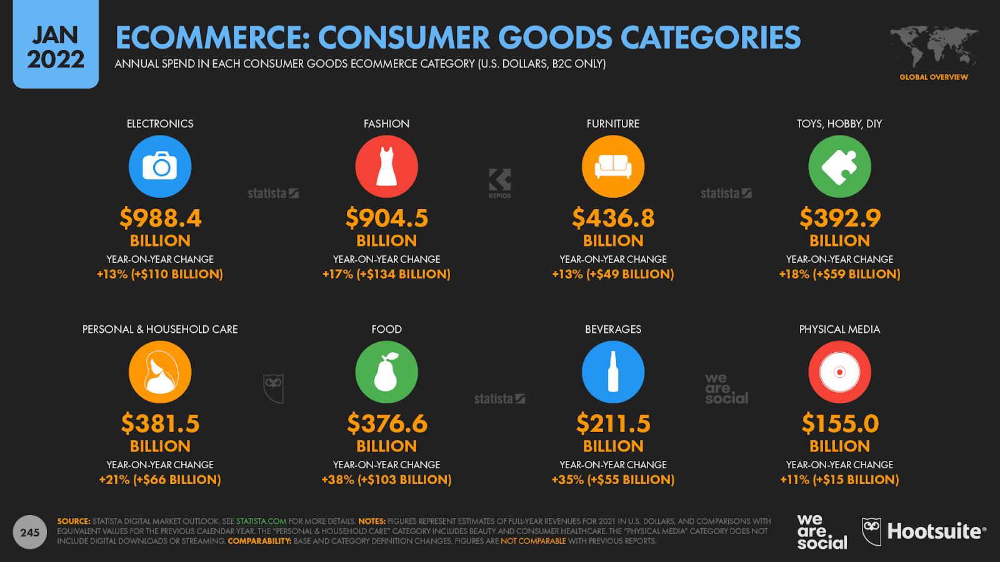 JAN
2022
ECOMMERCE: CONSUMER GOODS CATEGORIES
ANNUAL SPEND IN EACH CONSUMER GOODS ECOMMERCE CATEGORY (U.S. DOLLARS, B2C ONLY)
GLOBAL OVERVIEW
ELECTRONICS
$988.4
BILLION
YEAR-ON-YEAR CHANGE
+13% (+$110 BILLION)
statista
FASHION
$904.5
BILLION
YEAR-ON-YEAR CHANGE
+17% (+$134 BILLION)
KEPIOS
FURNITURE
$436.8
BILLION
YEAR-ON-YEAR CHANGE
+13% (+$49 BILLION)
statista
TOYS, HOBBY, DIY
$392.9
BILLION
YEAR-ON-YEAR CHANGE
+18% (+$59 BILLION)
PERSONAL & HOUSEHOLD CARE
$381.5
BILLION
YEAR-ON-YEAR CHANGE
+21% (+$66 BILLION)
FOOD
$376.6
BILLION
YEAR-ON-YEAR CHANGE
+38% (+$103 BILLION)
statista
BEVERAGES
$211.5
BILLION
YEAR-ON-YEAR CHANGE
+35% (+$55 BILLION)
we
are
social
PHYSICAL MEDIA
$155.0
BILLION
YEAR-ON-YEAR CHANGE
+11% (+$15 BILLION)
245
SOURCE: STATISTA DIGITAL MARKET OUTLOOK. SEE STATISTA.COM FOR MORE DETAILS. NOTES: FIGURES REPRESENT ESTIMATES OF FULL-YEAR REVENUES FOR 2021 IN U.S. DOLLARS, AND COMPARISONS WITH
EQUIVALENT VALUES FOR THE PREVIOUS CALENDAR YEAR. THE "PERSONAL & HOUSEHOLD CARE" CATEGORY INCLUDES BEAUTY AND CONSUMER HEALTHCARE. THE "PHYSICAL MEDIA" CATEGORY DOES NOT
INCLUDE DIGITAL DOWNLOADS OR STREAMING. COMPARABILITY: BASE AND CATEGORY DEFINITION CHANGES. FIGURES ARE NOT COMPARABLE WITH PREVIOUS REPORTS.
we
are
social
Hootsuite®